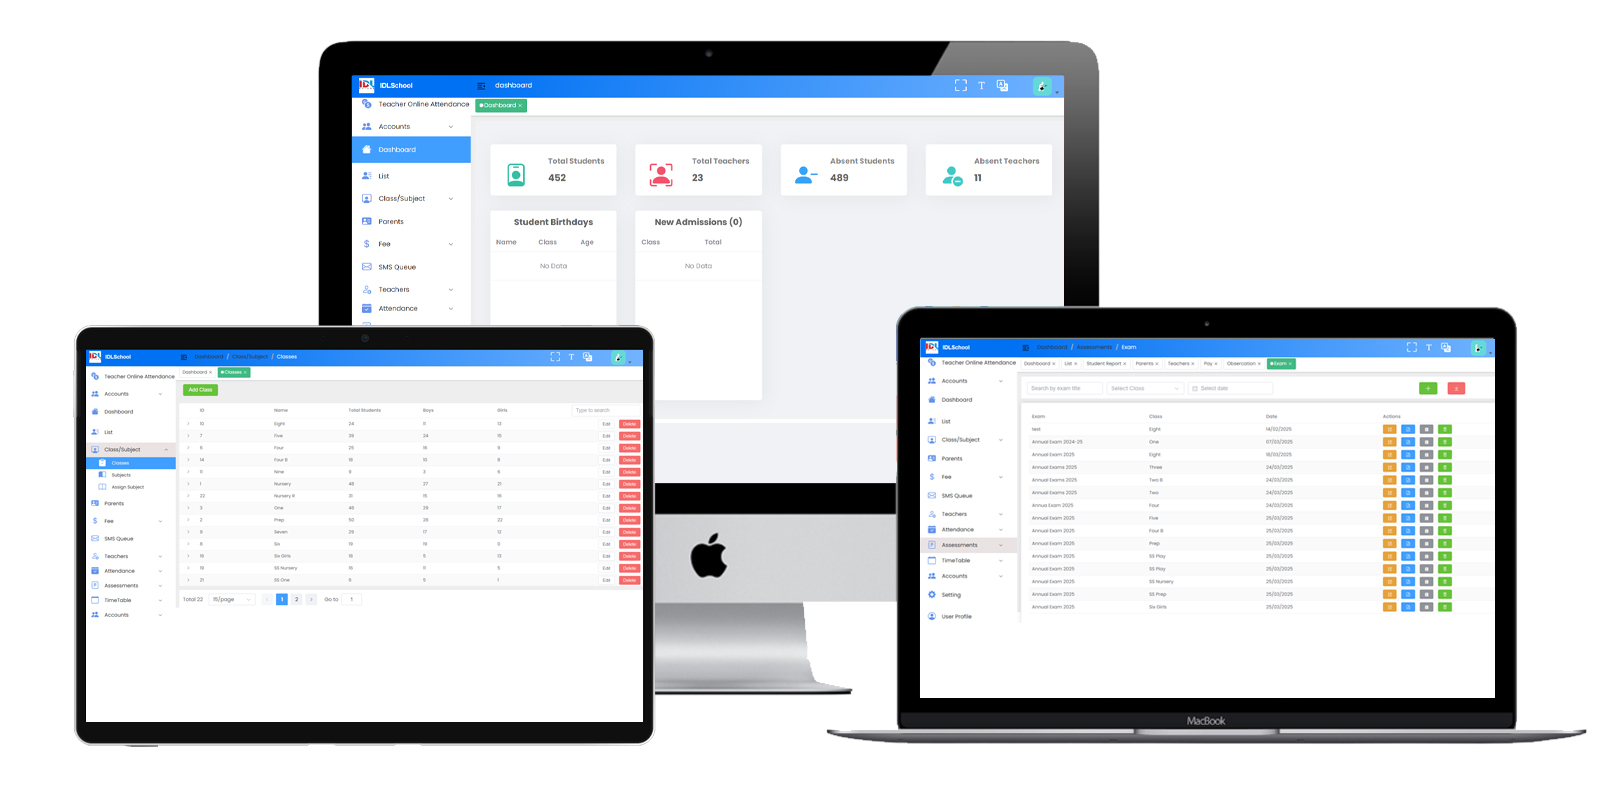 IDL IDLSchool dashboard T
Teacher Online Attendance
Dashboard ×
Accounts
Dashboard
List
Class/Subject
Parents
Fee
SMS Queue
Teachers
Attendance
Total Students
452
Total Teachers
23
Absent Students
489
Absent Teachers
11
Student Birthdays
Name Class Age
No Data
New Admissions (0)
Class Total
No Data
IDL IDLSchool Dashboard / Class/Subject / Classes T
Teacher Online Attendance
Accounts
Dashboard
List
Class/Subject
Classes
Subjects
Assign Subject
Parents
Fee
SMS Queue
Teachers
Attendance
Assessments
TimeTable
Accounts
Dashboard × Classes ×
Add Class
ID Name Total Students Boys Girls Type to search
10 Eight 24 11 13 Edit Delete
7 Five 39 24 15 Edit Delete
6 Four 25 16 9 Edit Delete
14 Four B 18 10 8 Edit Delete
11 Nine 9 3 6 Edit Delete
1 Nursery 48 27 21 Edit Delete
22 Nursery B 31 15 16 Edit Delete
3 One 46 29 17 Edit Delete
2 Prep 50 28 22 Edit Delete
9 Seven 29 17 12 Edit Delete
8 Six 19 19 0 Edit Delete
16 Six Girls 18 5 13 Edit Delete
19 SS Nursery 16 11 5 Edit Delete
21 SS One 6 5 1 Edit Delete
Total 22 15/page 1 2 Go to 1
IDL IDLSchool Dashboard / Assessments / Exam T
Teacher Online Attendance
Accounts
Dashboard
List
Class/Subject
Parents
Fee
SMS Queue
Teachers
Attendance
Assessments
TimeTable
Accounts
Setting
User Profile
Dashboard × List × Student Report × Parents × Teachers × Pay × Observation × Exam ×
Search by exam title Select Class Select date
Exam Class Date Actions
test Eight 14/02/2025
Annual Exam 2024-25 One 07/03/2025
Annual Exam 2025 Eight 18/03/2025
Annual Exams 2025 Three 24/03/2025
Annual Exams 2025 Two B 24/03/2025
Annual Exams 2025 Two 24/03/2025
Annual Exam 2025 Four 24/03/2025
Annual Exam 2025 Five 25/03/2025
Annual Exam 2025 Four B 25/03/2025
Annual Exam 2025 Prep 25/03/2025
Annual Exam 2025 SS Play 25/03/2025
Annual Exam 2025 SS Play 25/03/2025
Annual Exam 2025 SS Nursery 25/03/2025
Annual Exam 2025 SS Prep 25/03/2025
Annual Exam 2025 Six Girls 25/03/2025
MacBook